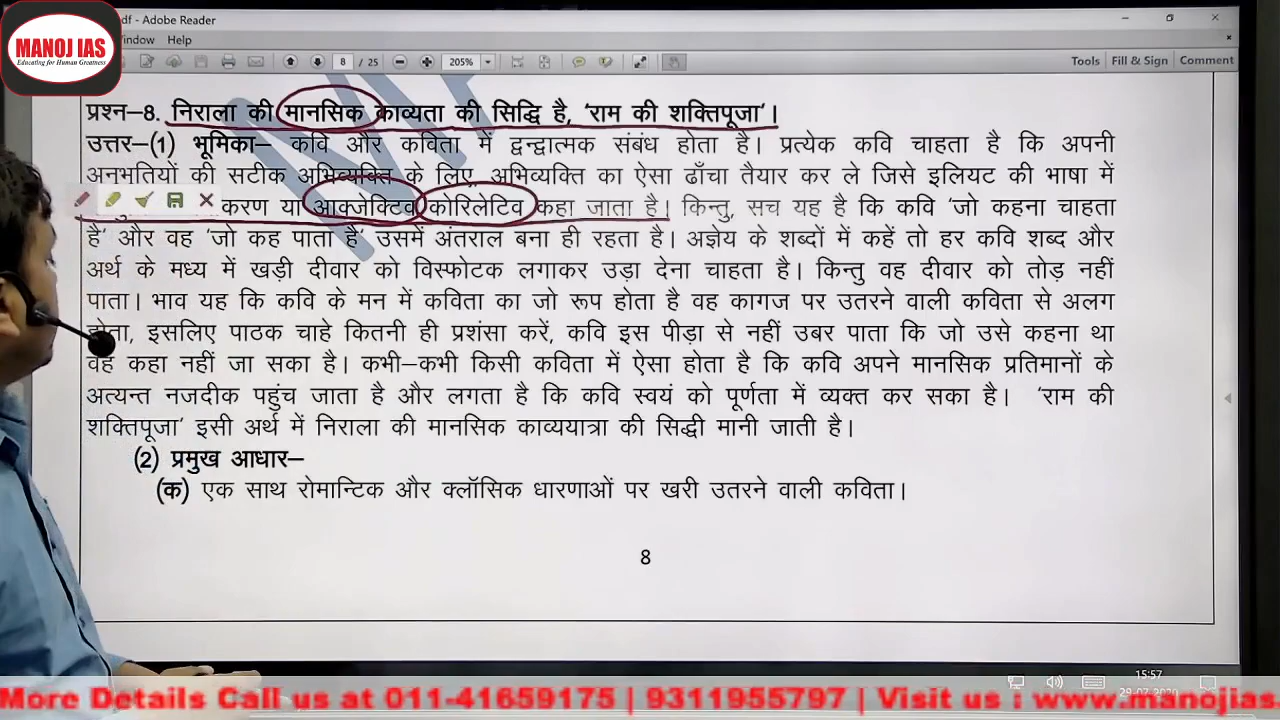 MANOJ IAS
Educating for Human Greatness
df - Adobe Reader
indow Help
8 / 25 205% Tools Fill & Sign Comment
प्रश्न–8. निराला की मानसिक काव्यता की सिद्धि है, 'राम की शक्तिपूजा'।
उत्तर–(1) भूमिका– कवि और कविता में द्वन्द्वात्मक संबंध होता है। प्रत्येक कवि चाहता है कि अपनी
अनुभूतियों की सटीक अभिव्यक्ति के लिए, अभिव्यक्ति का ऐसा ढाँचा तैयार कर ले जिसे इलियट की भाषा में
करण या आब्जेक्टिव कोरिलेटिव कहा जाता है। किन्तु, सच यह है कि कवि 'जो कहना चाहता
है' और वह 'जो कह पाता है' उसमें अंतराल बना ही रहता है। अज्ञेय के शब्दों में कहें तो हर कवि शब्द और
अर्थ के मध्य में खड़ी दीवार को विस्फोटक लगाकर उड़ा देना चाहता है। किन्तु वह दीवार को तोड़ नहीं
पाता। भाव यह कि कवि के मन में कविता का जो रूप होता है वह कागज पर उतरने वाली कविता से अलग
होता, इसलिए पाठक चाहे कितनी ही प्रशंसा करें, कवि इस पीड़ा से नहीं उबर पाता कि जो उसे कहना था
वह कहा नहीं जा सका है। कभी–कभी किसी कविता में ऐसा होता है कि कवि अपने मानसिक प्रतिमानों के
अत्यन्त नजदीक पहुंच जाता है और लगता है कि कवि स्वयं को पूर्णता में व्यक्त कर सका है। 'राम की
शक्तिपूजा' इसी अर्थ में निराला की मानसिक काव्ययात्रा की सिद्धी मानी जाती है।
(2) प्रमुख आधार–
(क) एक साथ रोमान्टिक और क्लॉसिक धारणाओं पर खरी उतरने वाली कविता।
8
15:57
29-07-2020
More Details Call us at 011- 41659175 | 9311955797 | Visit us : www.manojias